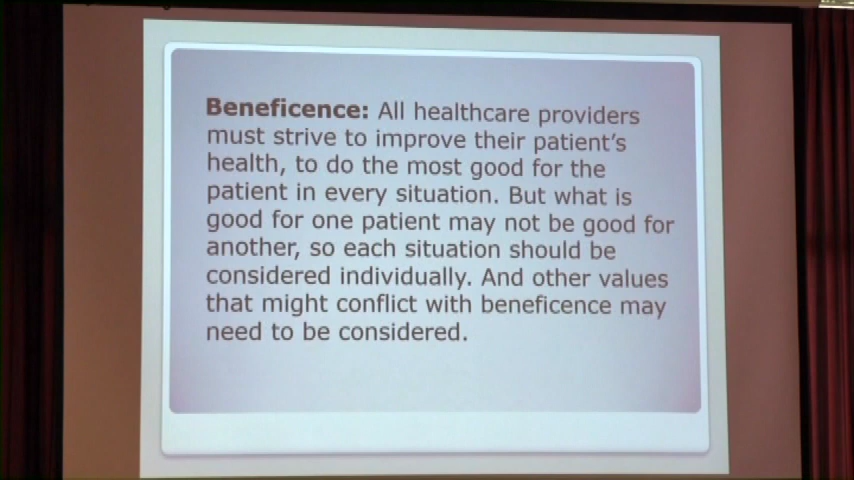 Beneficence: All healthcare providers
must strive to improve their patient's
health, to do the most good for the
patient in every situation. But what is
good for one patient may not be good for
another, so each situation should be
considered individually. And other values
that might conflict with beneficence may
need to be considered.